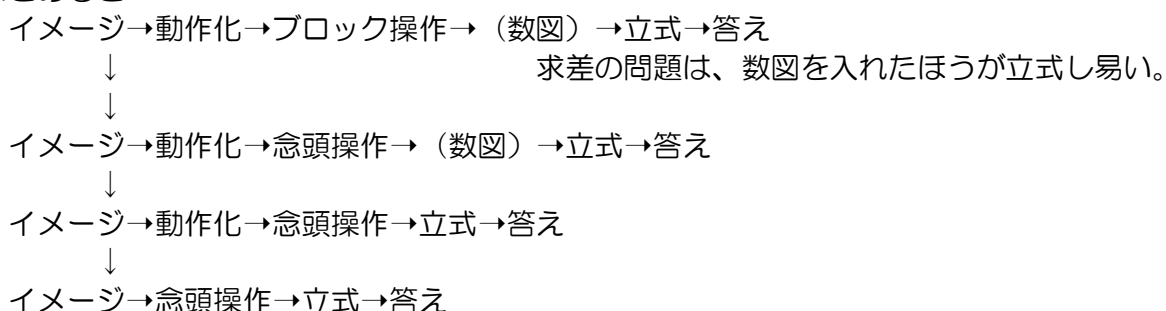 イメージ→動作化→ブロック操作→（数図）→立式→答え
↓ 求差の問題は、数図を入れたほうが立式し易い。
↓
イメージ→動作化→念頭操作→（数図）→立式→答え
↓
イメージ→動作化→念頭操作→立式→答え
↓
イメージ→念頭操作→立式→答え